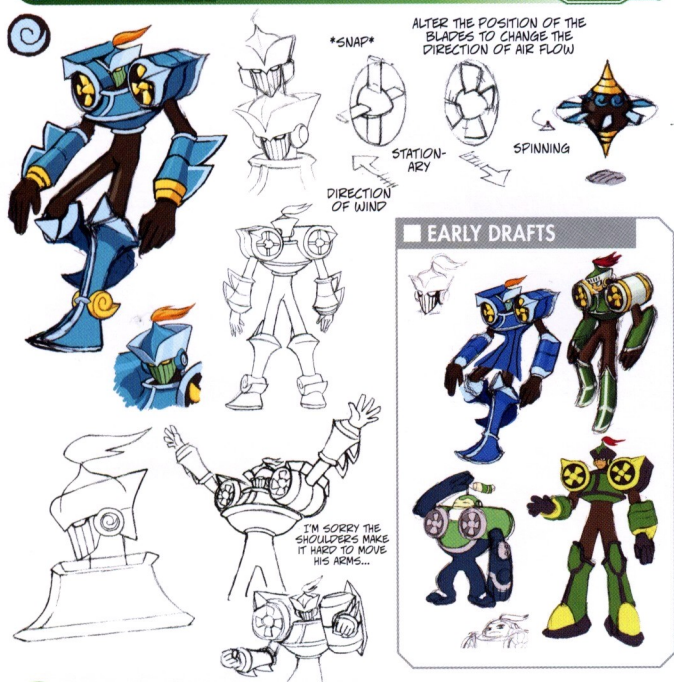 ALTER THE POSITION OF THE
BLADES TO CHANGE THE
DIRECTION OF AIR FLOW
*SNAP*
STATION-
ARY
SPINNING
DIRECTION
OF WIND
EARLY DRAFTS
I'M SORRY THE
SHOULDERS MAKE
IT HARD TO MOVE
HIS ARMS...